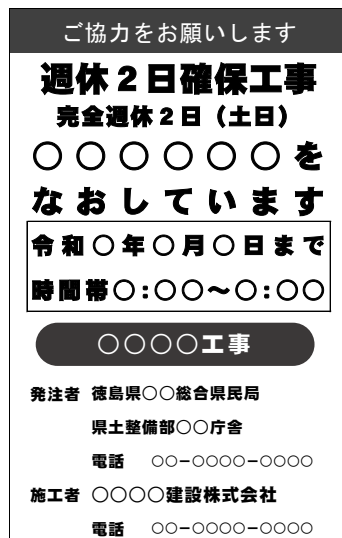 ご協力をお願いします
週休２日確保工事
完全週休２日（土日）
○○○○○○を
なおしています
令和○年○月○日まで
時間帯○:○○～○:○○
○○○○工事
発注者 徳島県○○総合県民局
県土整備部○○庁舎
電話 ○○−○○○○−○○○○
施工者 ○○○○建設株式会社
電話 ○○−○○○○−○○○○